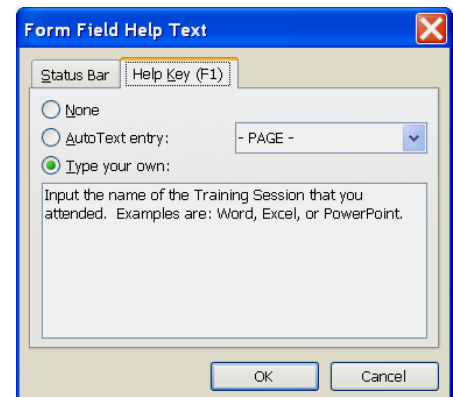 Form Field Help Text
Status Bar Help Key (F1)
None
AutoText entry: - PAGE -
Type your own:
Input the name of the Training Session that you
attended.  Examples are: Word, Excel, or PowerPoint.
OK Cancel